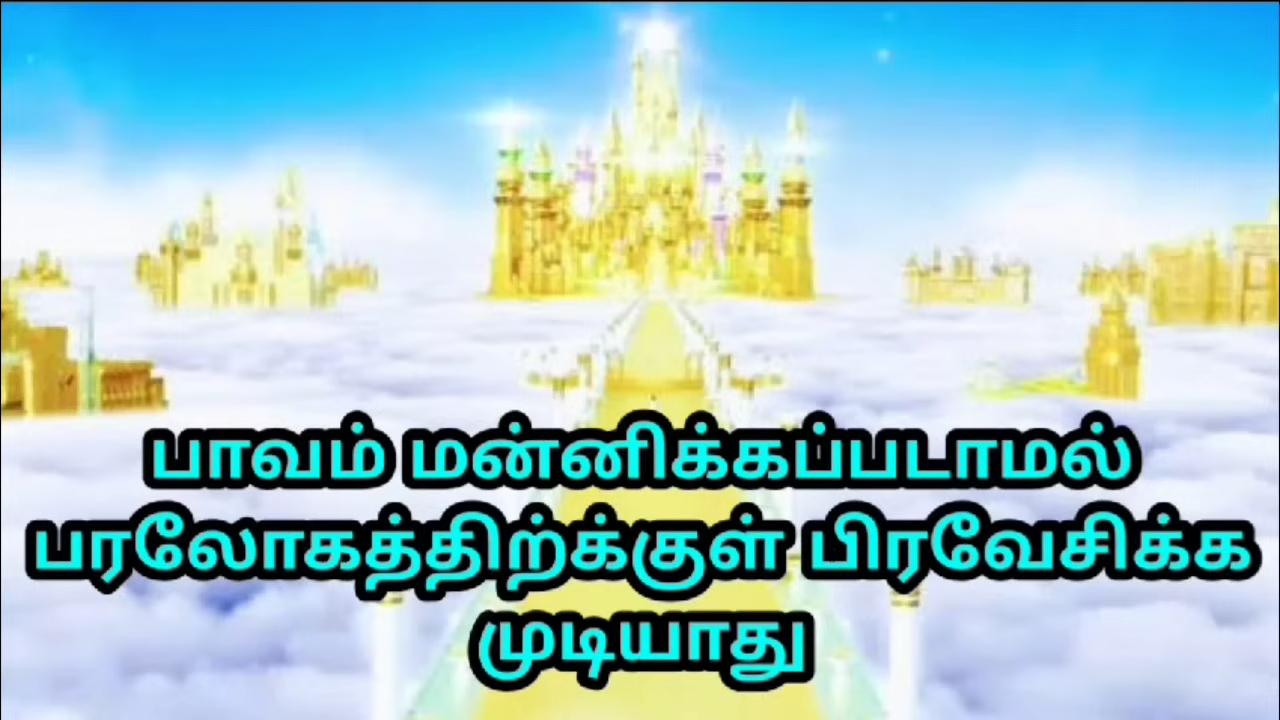 பாவம் மன்னிக்கப்படாமல்
பரலோகத்திற்க்குள் பிரவேசிக்க
முடியாது